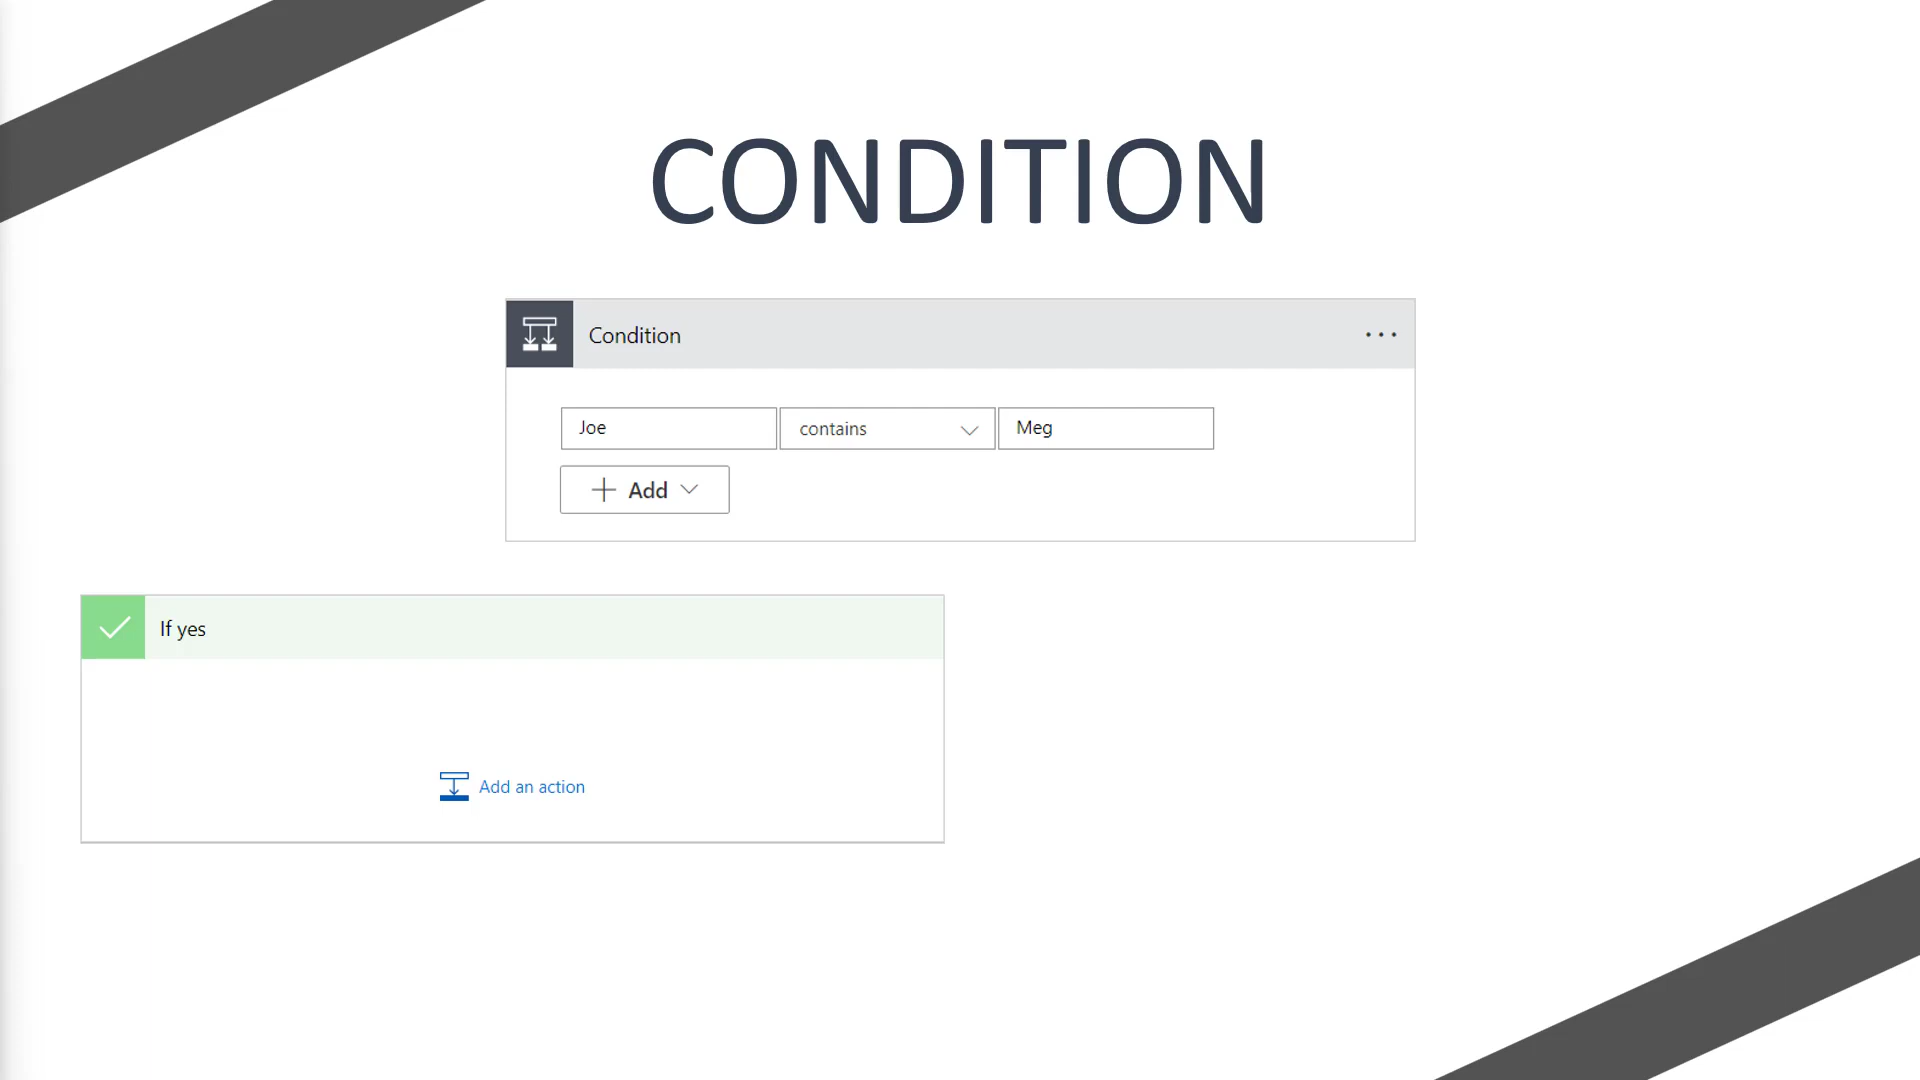 CONDITION
Condition
Joe contains Meg
Add
If yes
Add an action